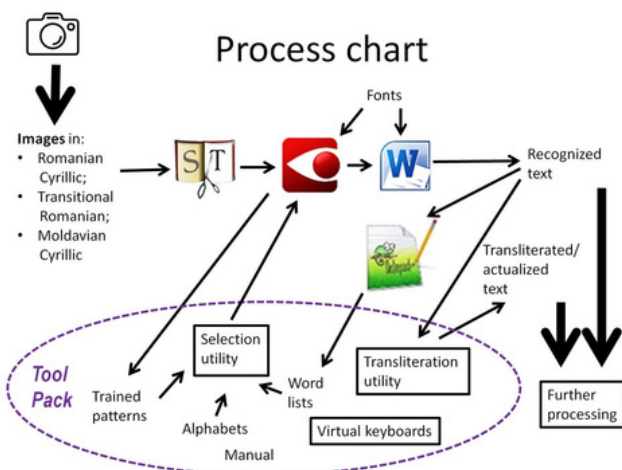 Process chart
Fonts
Images in:
• Romanian
Cyrillic;
• Transitional
Romanian;
• Moldavian
Cyrillic
S T
W
Recognized
text
Transliterated/
actualized
text
Selection
utility
Transliteration
utility
Tool
Pack
Trained
patterns
Word
lists
Alphabets
Virtual keyboards
Manual
Further
processing